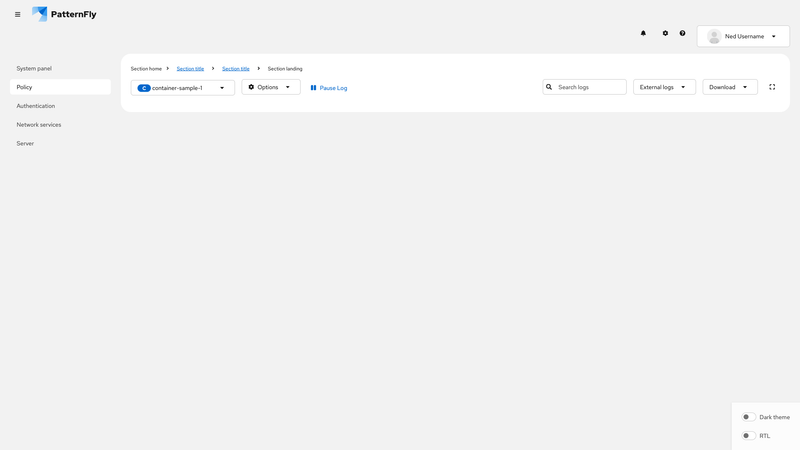 PatternFly
Ned Username
System panel
Policy
Authentication
Network services
Server
Section home
Section title
Section title
Section landing
C container-sample-1
Options
Pause Log
Search logs
External logs
Download
Dark theme
RTL